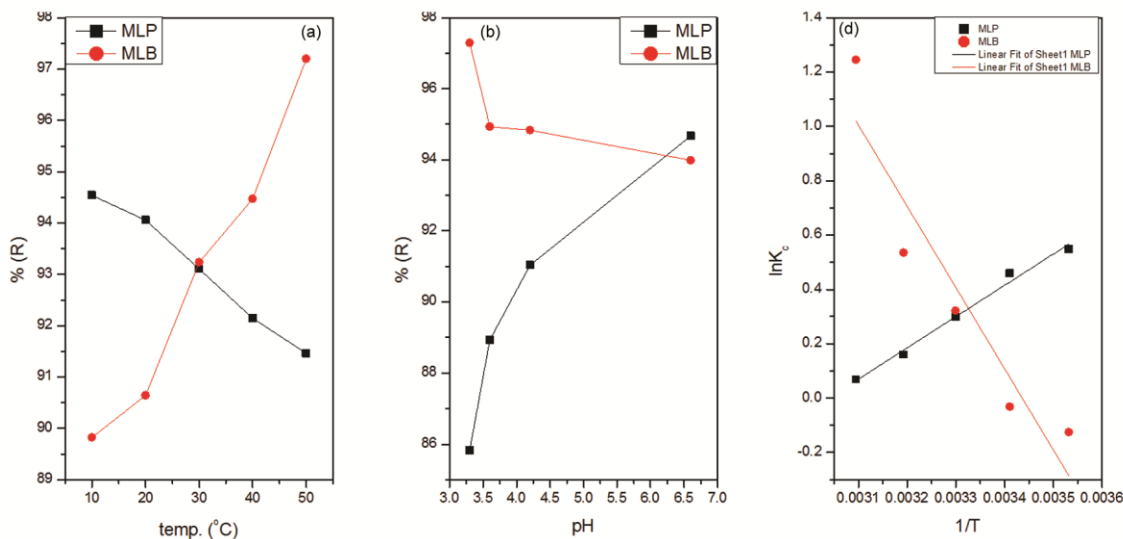 (a)
MLP
MLB
98
97
96
95
94
93
92
91
90
89
% (R)
10 20 30 40 50
temp. (°C)
(b)
MLP
MLB
98
96
94
92
90
88
86
% (R)
3.0 3.5 4.0 4.5 5.0 5.5 6.0 6.5 7.0
pH
(d)
MLP
MLB
Linear Fit of Sheet1 MLP
Linear Fit of Sheet1 MLB
1.4
1.2
1.0
0.8
0.6
0.4
0.2
0.0
-0.2
lnKc
0.0031 0.0032 0.0033 0.0034 0.0035 0.0036
1/T